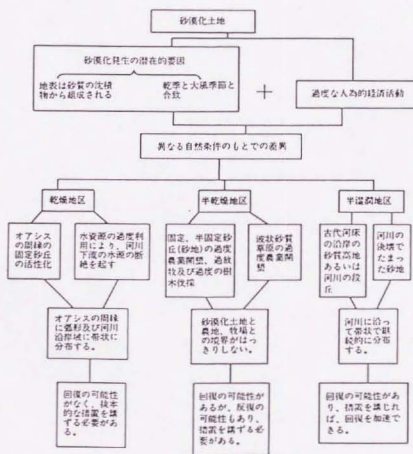 砂漠化土地
砂漠化発生の潜在的要因
地表は砂質の沈積
物から組成される
乾季と大風季節と
合致
+
過度な人為的経済活動
異なる自然条件のもとでの差異
乾燥地区
半乾燥地区
半湿潤地区
オアシスの周縁の
固定砂丘
の活性化
水資源の過度利
用により、河川
下流の水源の断
絶を起す
固定、半固定砂
丘(砂地)の過度
農業開墾、過放
牧及び過度の樹
木伐採
波状砂質
草原の過
度農業開
墾
古代河床
の沿岸の
砂質高地
あるいは
河川の段
丘
河川の
決壊で
たまっ
た砂地
オアシスの周縁
に弧形及び河川
沿岸域に帯状に
分布する。
砂漠化土地と
農地、牧場と
の境界がはっ
きりしない。
河川に沿っ
て帯状で継
続的に分布
する。
回復の可能性
がなく、抜本
的な措置を講
ずる必要があ
る。
回復の可能性が
あるが、反復の
可能性もあり、
措置を講ずる必
要がある。
回復の可能性があ
り、措置を講じれ
ば、回復を加速で
きる。